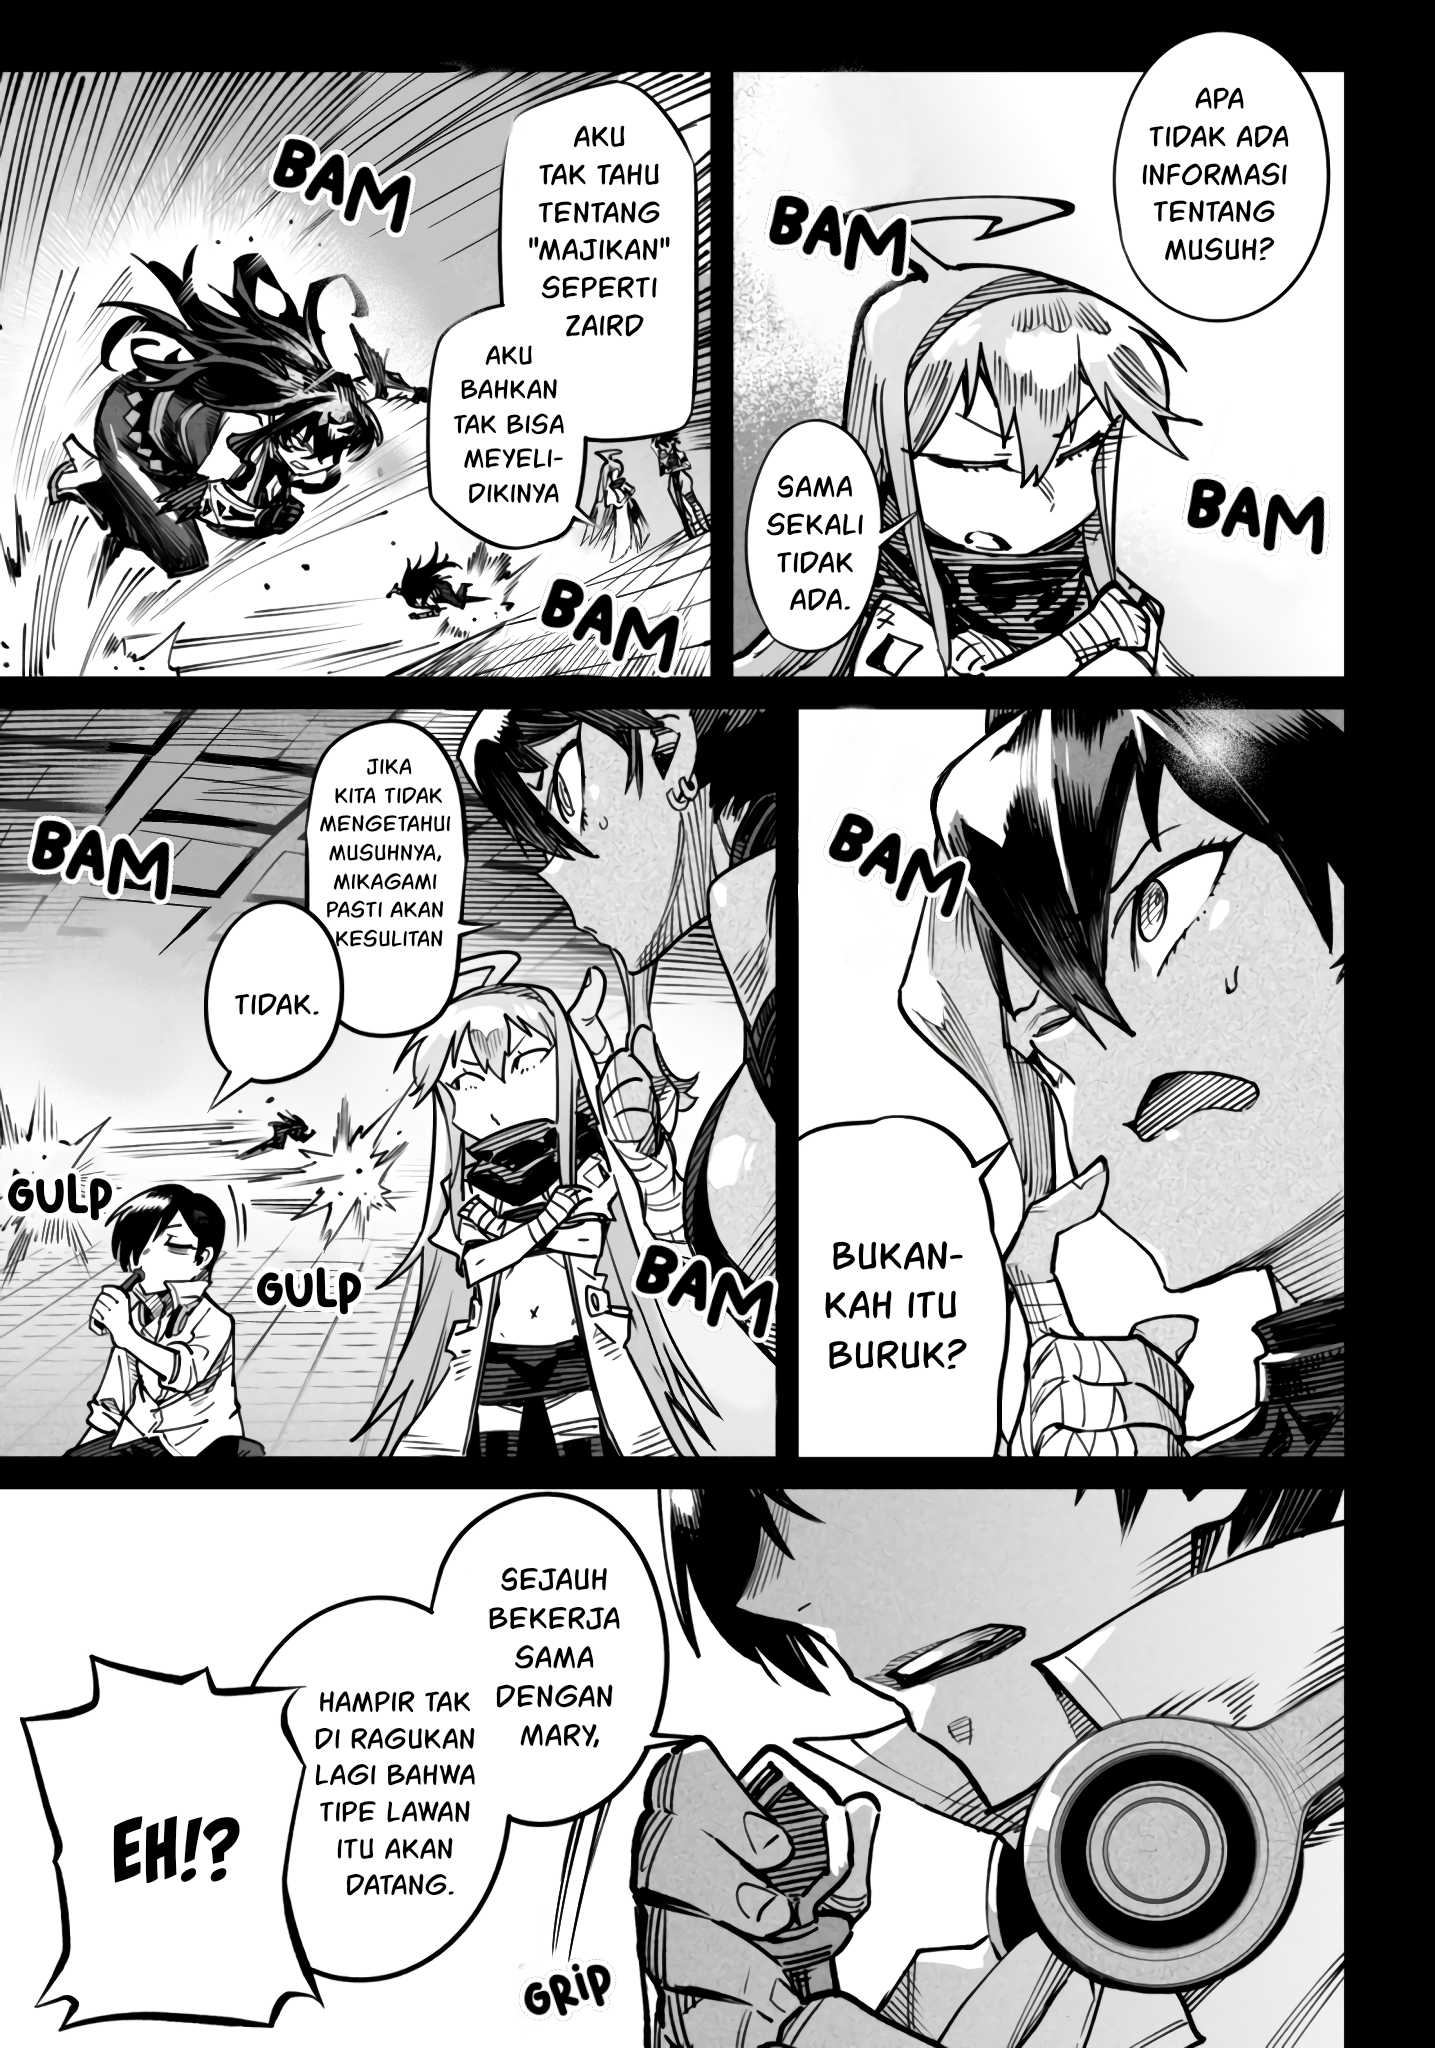 APA
TIDAK ADA
INFORMASI
TENTANG
MUSUH?
BAM
SAMA
SEKALI
TIDAK
ADA.
BAM
AKU
TAK TAHU
TENTANG
"MAJIKAN"
SEPERTI
ZAIRD
AKU
BAHKAN
TAK BISA
MEYELI-
DIKINYA
BAM
BAM
BAM
BUKAN-
KAH ITU
BURUK?
JIKA
KITA TIDAK
MENGETAHUI
MUSUHNYA,
MIKAGAMI
PASTI AKAN
KESULITAN
BAM
TIDAK.
GULP
GULP
BAM
SEJAUH
BEKERJA
SAMA
DENGAN
MARY,
HAMPIR TAK
DI RAGUKAN
LAGI BAHWA
TIPE LAWAN
ITU AKAN
DATANG.
EH!?
GRIP